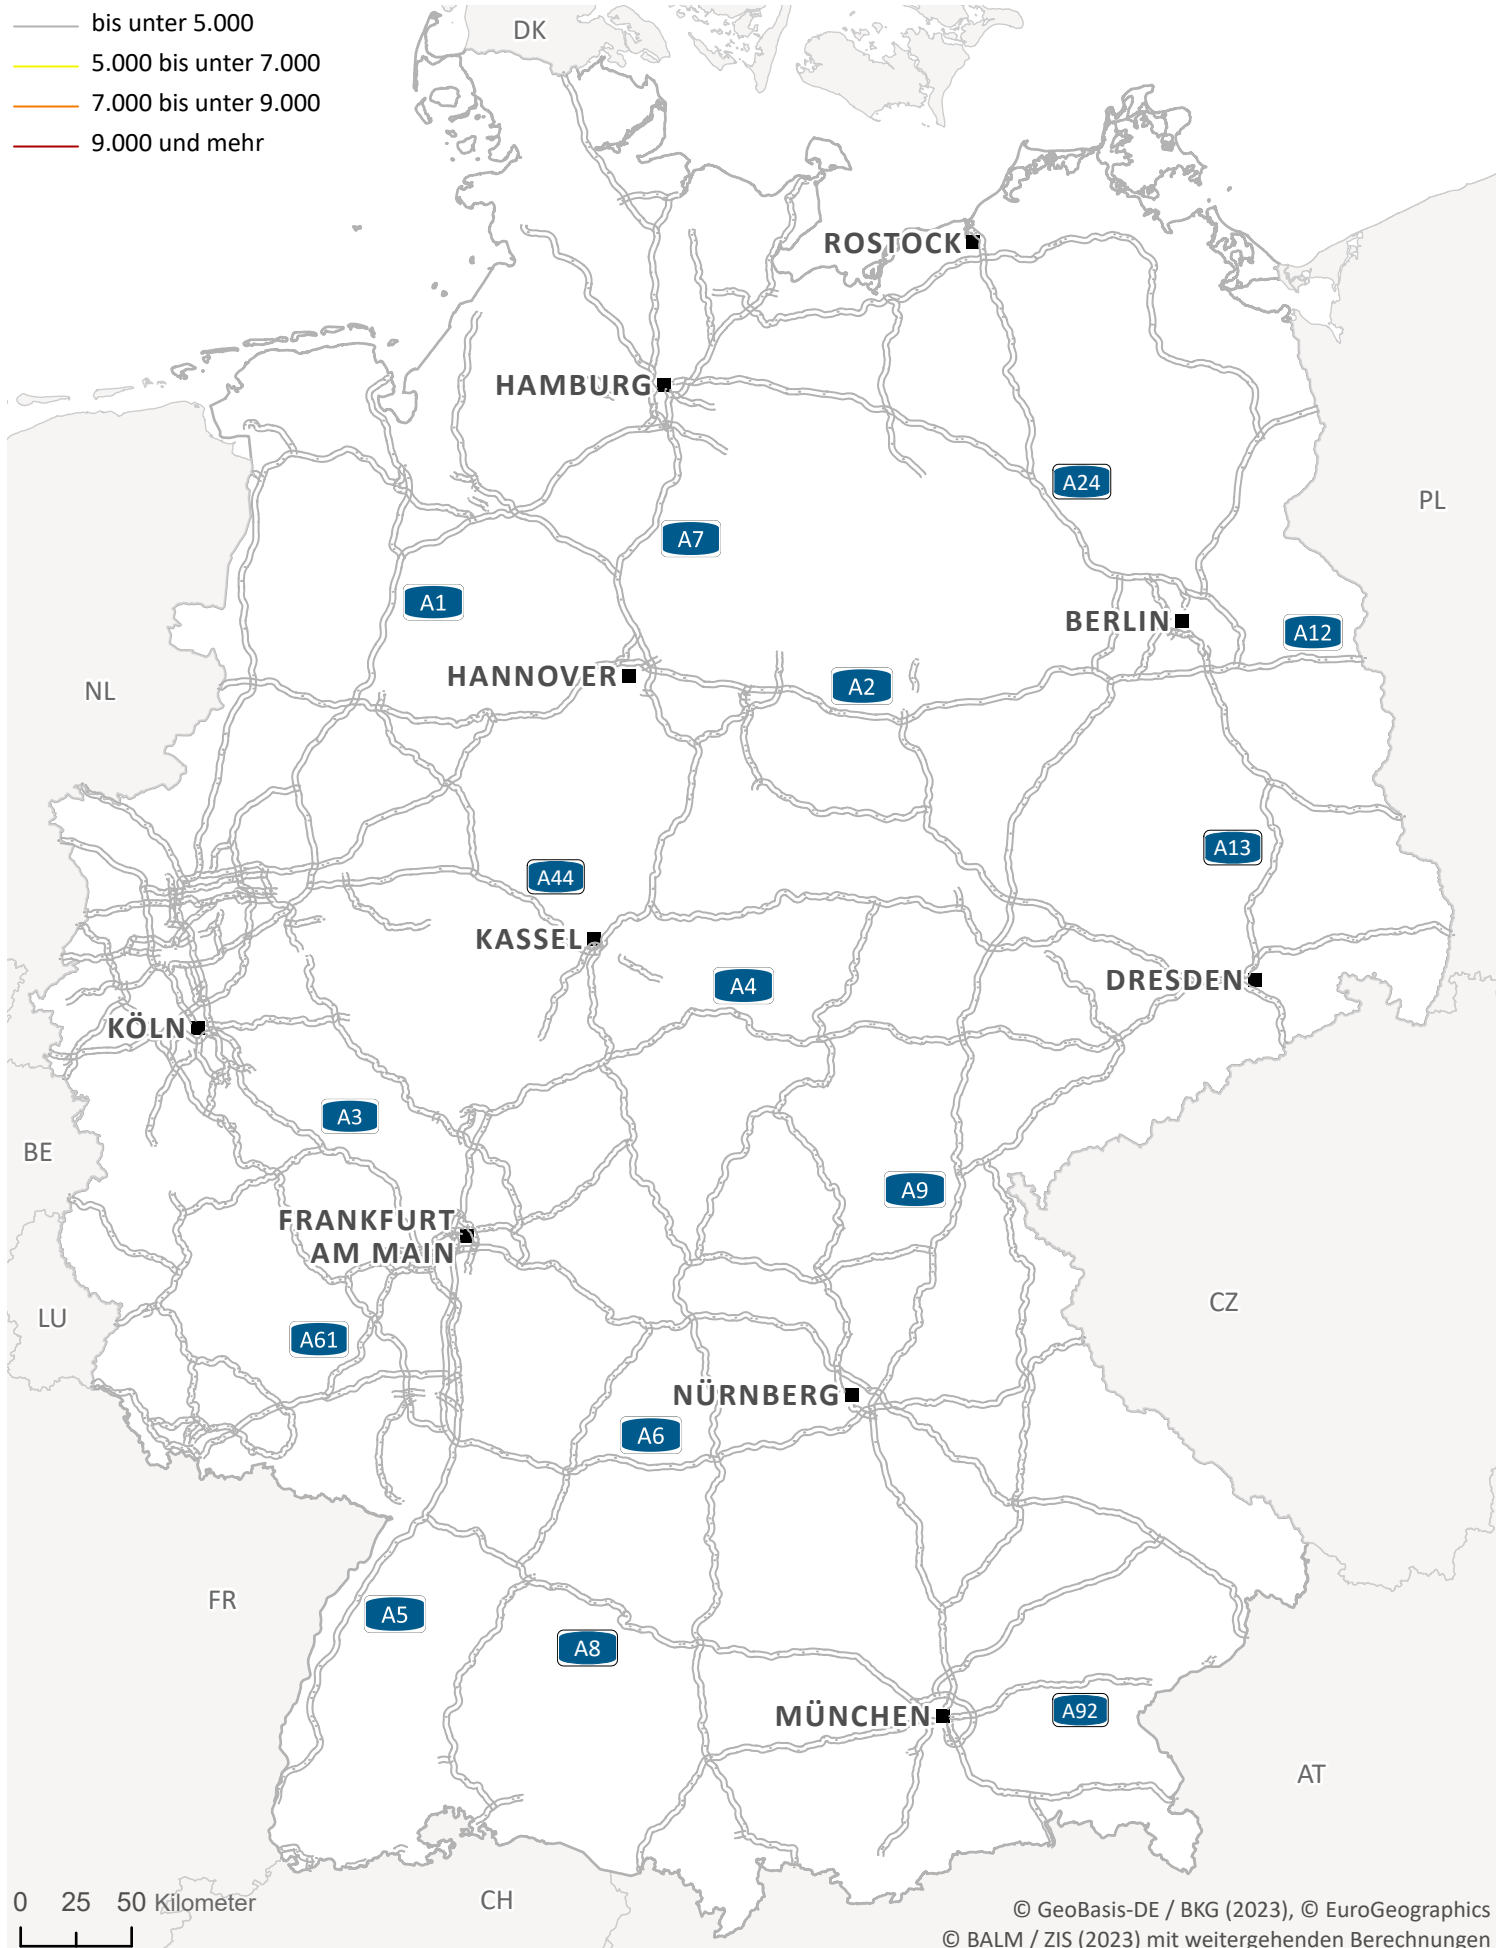 bis unter 5.000
5.000 bis unter 7.000
7.000 bis unter 9.000
9.000 und mehr
DK
ROSTOCK
HAMBURG
A24
PL
A7
A1
BERLIN
A12
HANNOVER
A2
NL
A13
A44
KASSEL
A4
DRESDEN
KÖLN
A3
BE
A9
FRANKFURT
AM MAIN
CZ
LU
A61
NÜRNBERG
A6
FR
A5
A8
A92
MÜNCHEN
AT
CH
0 25 50 Kilometer
© GeoBasis-DE / BKG (2023), © EuroGeographics
© BALM / ZIS (2023) mit weitergehenden Berechnungen